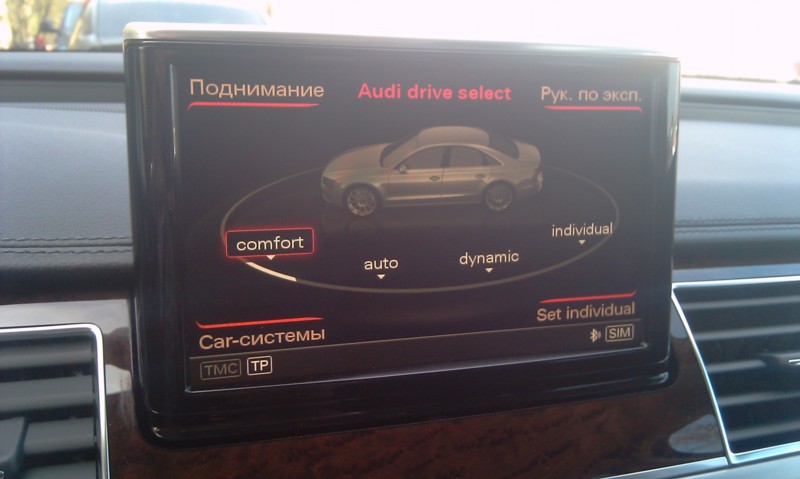 Поднимание
Audi drive select
Рук. по эксп.
comfort
auto
dynamic
individual
Car-системы
Set individual
TMC
TP
SIM